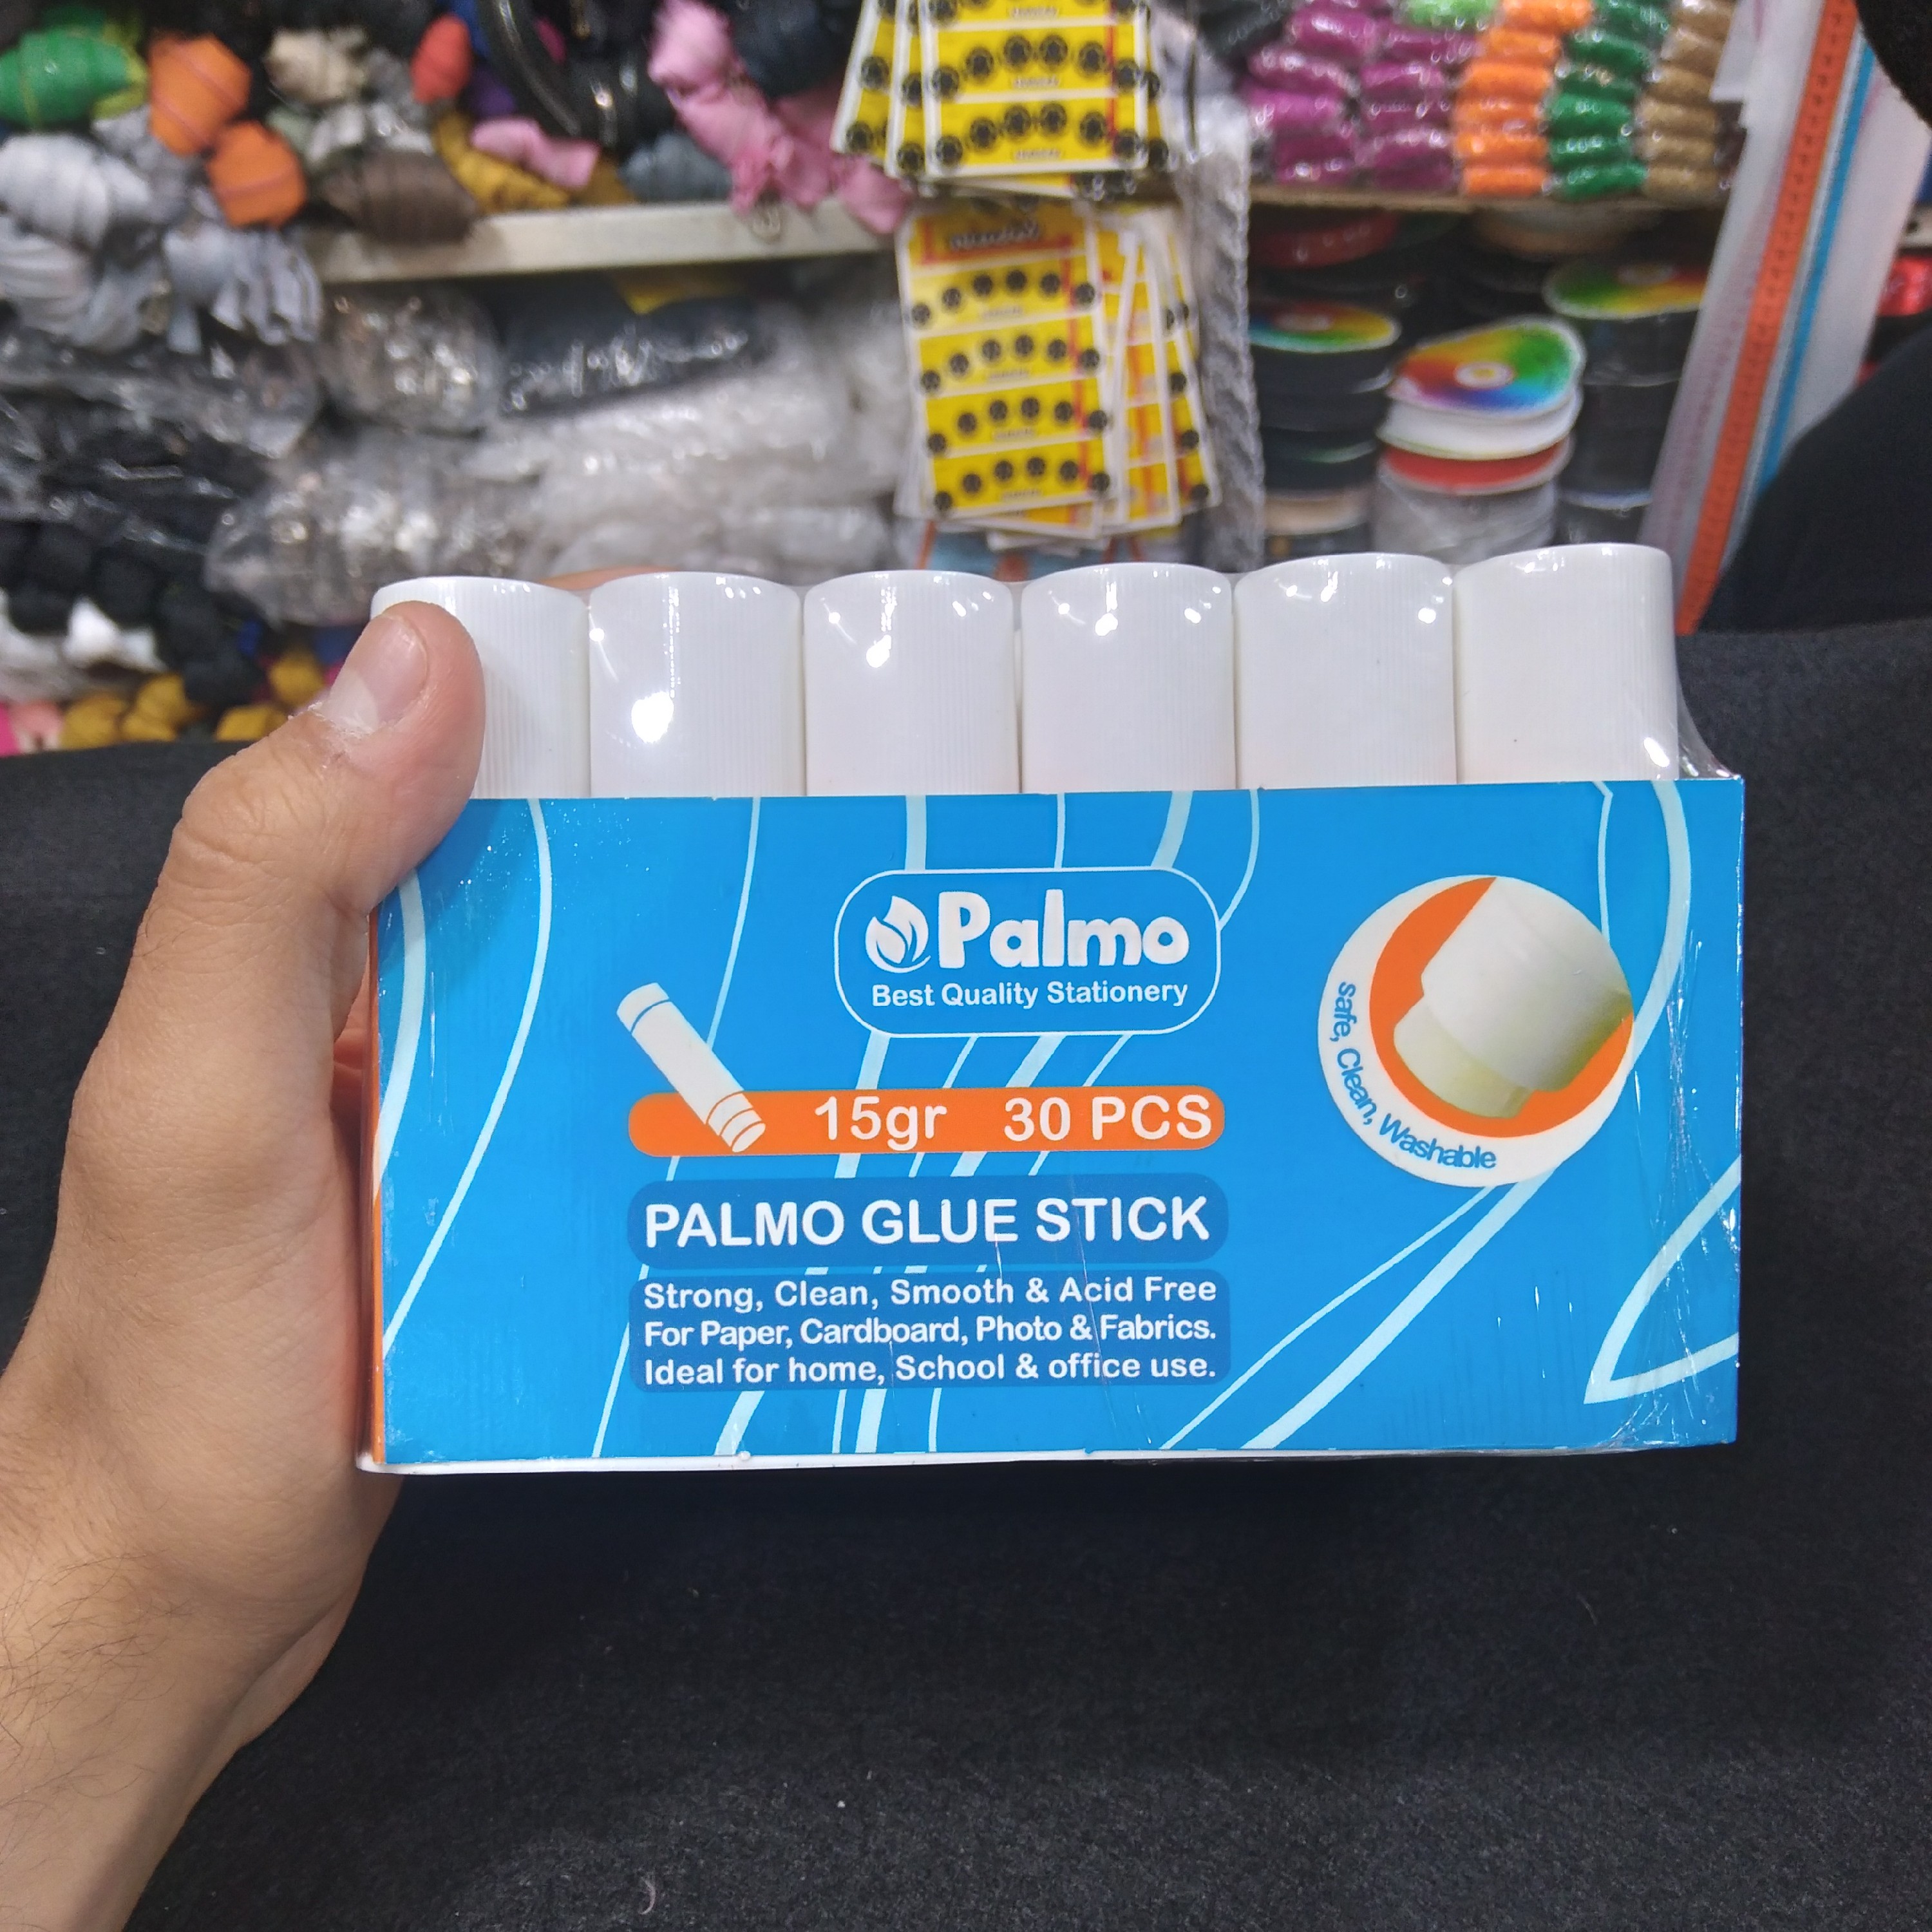 Palmo
Best Quality Stationery
15gr 30 PCS
PALMO GLUE STICK
Strong, Clean, Smooth & Acid Free
For Paper, Cardboard, Photo & Fabrics.
Ideal for home, School & office use.
safe, Clean, Washable